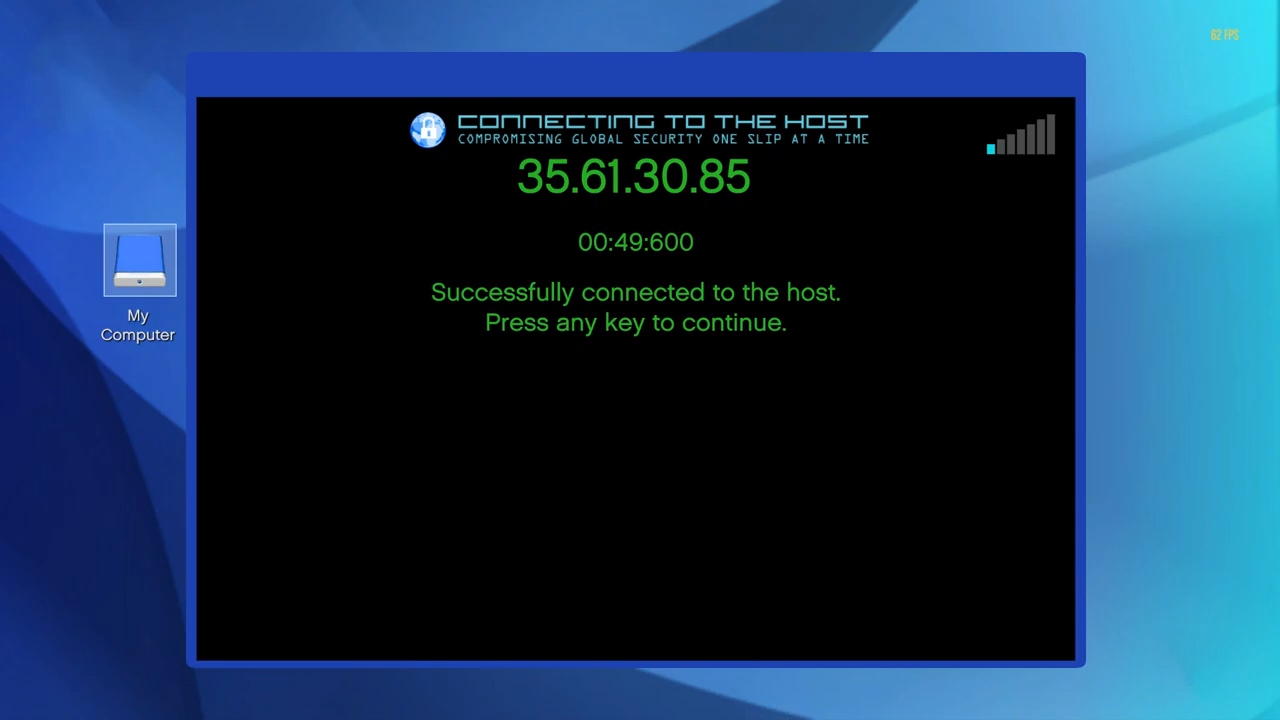 62 FPS
CONNECTING TO THE HOST
COMPROMISING GLOBAL SECURITY ONE SLIP AT A TIME
35.61.30.85
00:49:600
Successfully connected to the host.
Press any key to continue.
My
Computer